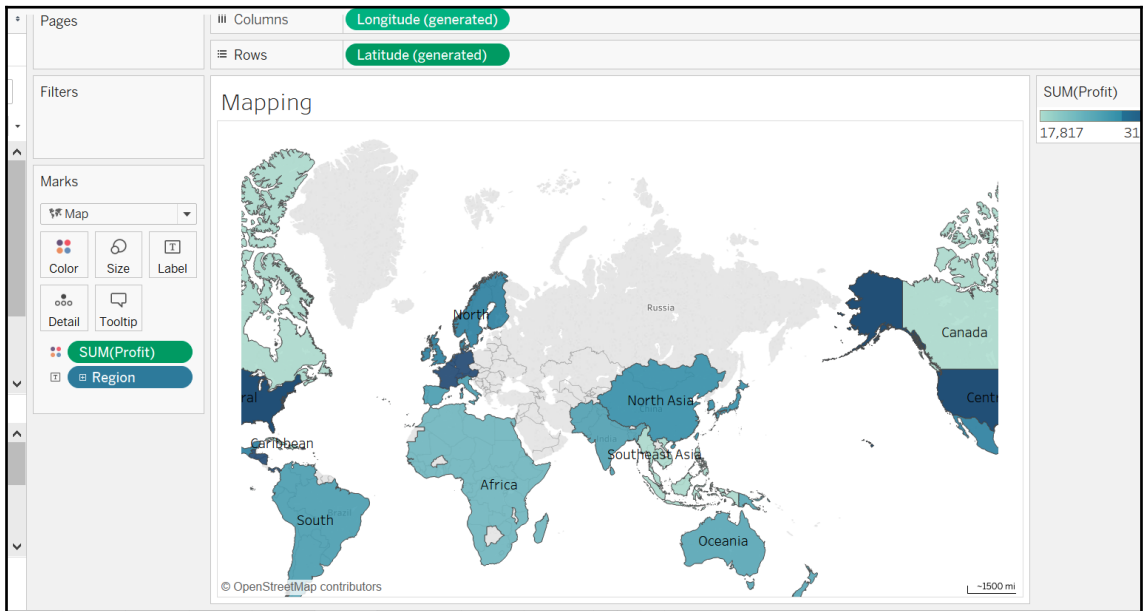 Pages
Columns
Longitude (generated)
Rows
Latitude (generated)
Filters
Mapping
SUM(Profit)
17,817 31
Marks
Map
Color Size Label
Detail Tooltip
SUM(Profit)
Region
North
Russia
Canada
ral
Centr
North Asia
China
India
Caribbean
Southeast Asia
Africa
South
Brazil
Oceania
© OpenStreetMap contributors
~1500 mi